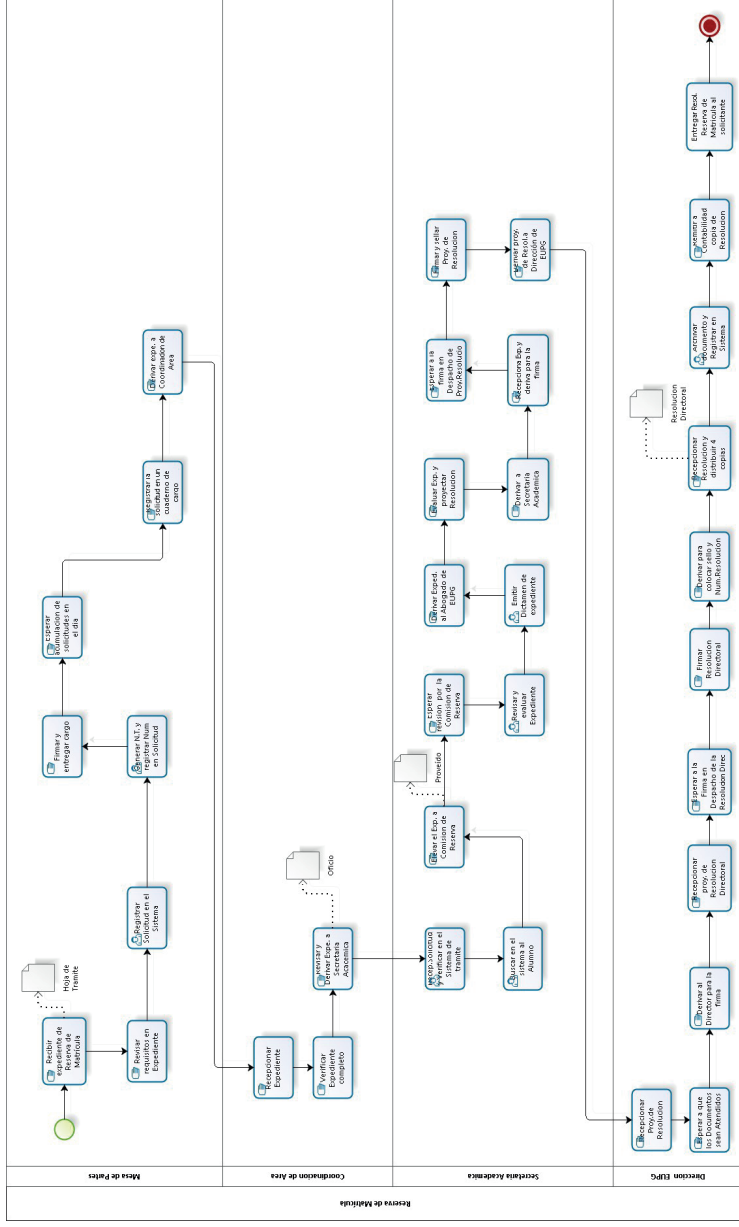 Reserva de Matrícula
Mesa de Partes
Recibir
expediente de
Reserva de
Matrícula
Hoja de
Tramite
Revisar
requisitos en
Expediente
Registrar
Solicitud en el
Sistema
Generar N.T. y
registrar Num
en Solicitud
Firmar y
entregar cargo
Esperar
acumulacion de
solicitudes en
el dia
Registrar la
solicitud en un
cuaderno de
cargo
Derivar expe. a
Coordinacion de
Area
Coordinacion de Area
Recepcionar
Expediente
Verificar
Expediente
completo
Revisar y
Derivar Expe. a
Secretaria
Academica
Oficio
Secretaria Academica
Recep.Solicitud
y Verificar en el
Sistema de
tramite
Buscar en el
sistema al
Alumno
Elevar el Exp. a
Comision de
Reserva
Proveido
Esperar
revision por la
Comision de
Reserva
Revisar y
evaluar
Expediente
Emitir
Dictamen de
expediente
Derivar Exped.
al Abogado de
EUPG
Evaluar Exp. y
proyectar
Resolucion
Derivar a
Secretaria
Academica
Recepciona Exp.y
deriva para la
firma
Esperar a la
firma en
Despacho de
Proy.Resolucio
Firmar y sellar
Proy. de
Resolucion
Derivar proy.
de Resol.a
Dirección de
EUPG
Direccion EUPG
Recepcionar
Proy.de
Resolucion
Esperar a que
los Documentos
sean Atendidos
Derivar al
Director para la
firma
Recepcionar
proy. de
Resolucion
Directoral
Esperar a la
Firma en
Despacho de la
Resolucion Direc
Firmar
Resolucion
Directoral
Derivar para
colocar sello y
Num.Resolucion
Recepcionar
Resolucion y
distribuir 4
copias
Resolucion
Directoral
Archivar
documento y
Registrar en
Sistema
Remitir a
Contabilidad
copia de
Resolucion
Entregar Resol.
Reserva de
Matricula al
solicitante